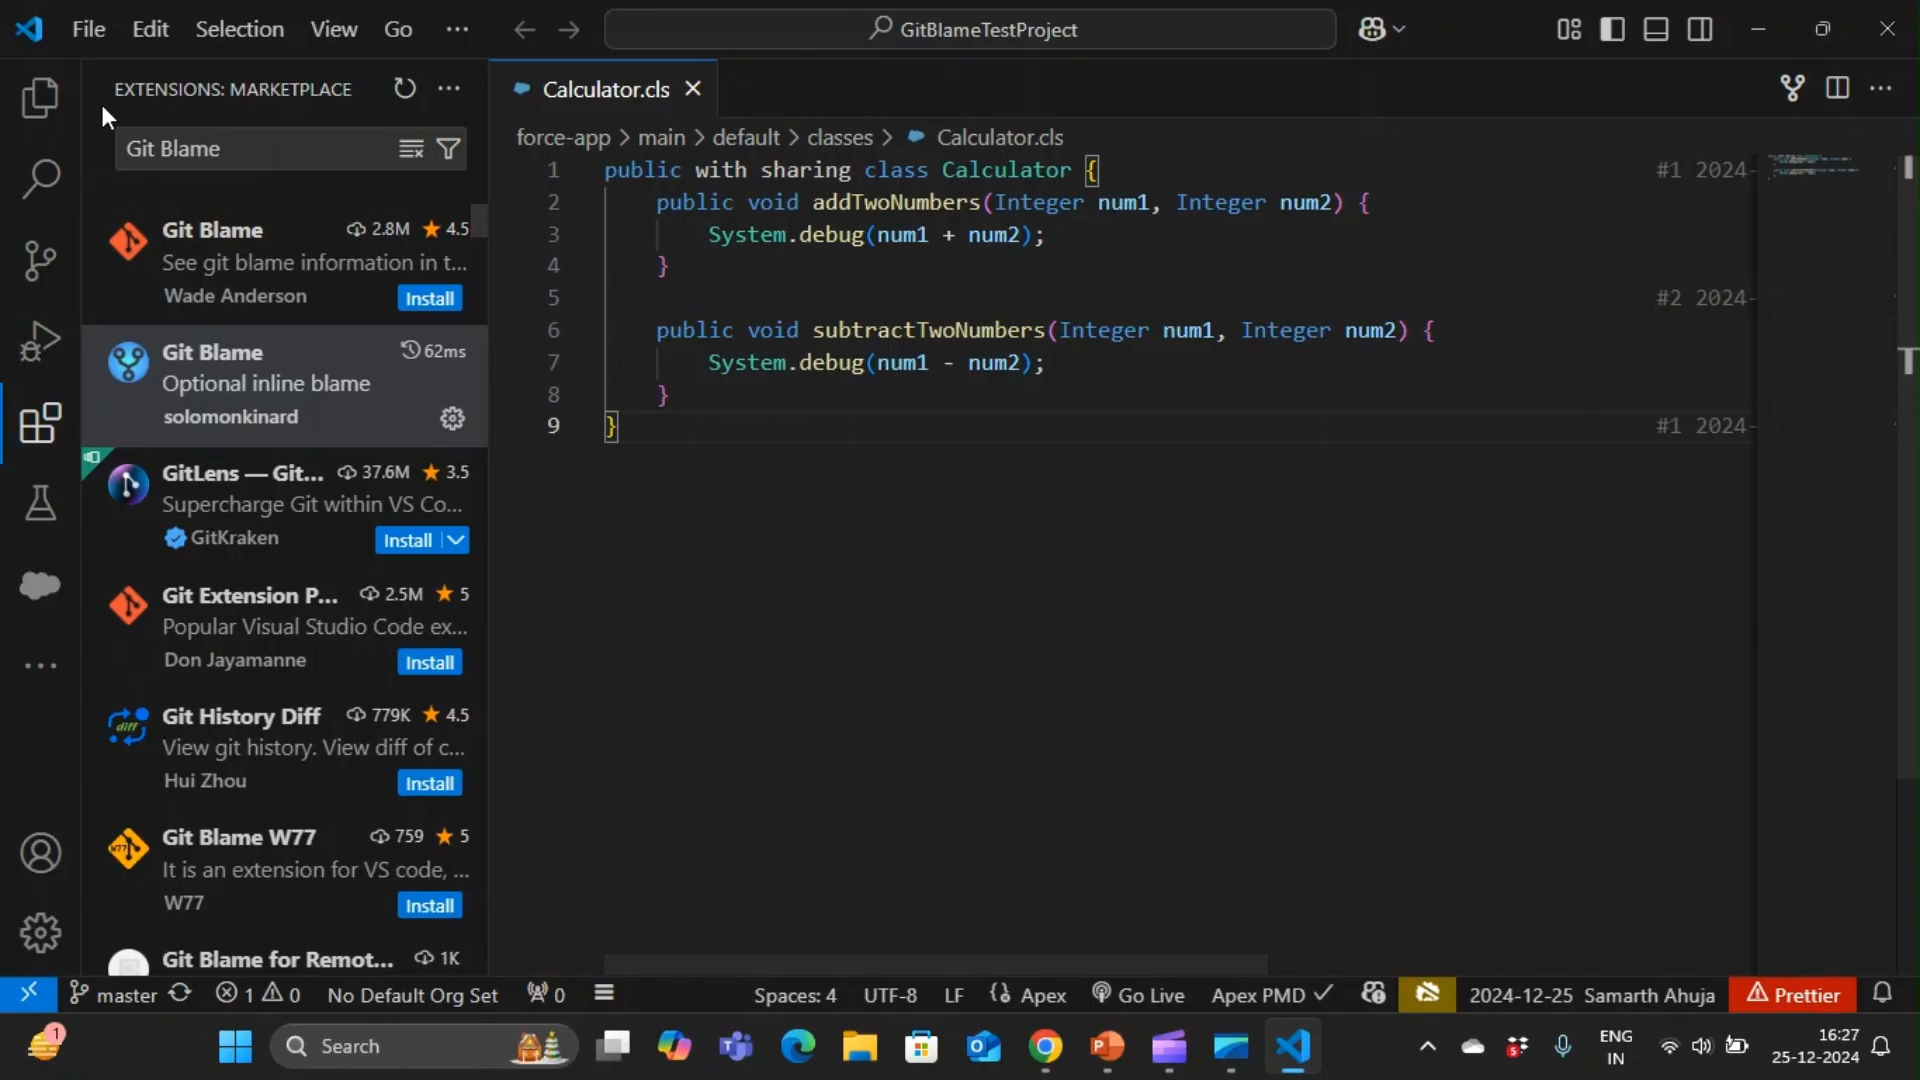 File Edit Selection View Go ···
GitBlameTestProject
EXTENSIONS: MARKETPLACE
Git Blame
Git Blame 2.8M 4.5
See git blame information in t...
Wade Anderson Install
Git Blame 62ms
Optional inline blame
solomonkinard
GitLens — Git... 37.6M 3.5
Supercharge Git within VS Co...
GitKraken Install
Git Extension P... 2.5M 5
Popular Visual Studio Code ex...
Don Jayamanne Install
Git History Diff 779K 4.5
diff
View git history. View diff of c...
Hui Zhou Install
Git Blame W77 759 5
W77
It is an extension for VS code, ...
W77 Install
Git Blame for Remot... 1K
Calculator.cls
force-app > main > default > classes > Calculator.cls
1 public with sharing class Calculator { #1 2024-
2 public void addTwoNumbers(Integer num1, Integer num2) {
3 System.debug(num1 + num2);
4 }
5 #2 2024-
6 public void subtractTwoNumbers(Integer num1, Integer num2) {
7 System.debug(num1 - num2);
8 }
9 } #1 2024-
master 1 0 No Default Org Set 0 Spaces: 4 UTF-8 LF {} Apex Go Live Apex PMD ✓ 2024-12-25 Samarth Ahuja Prettier
1 Search ENG 16:27
IN 25-12-2024